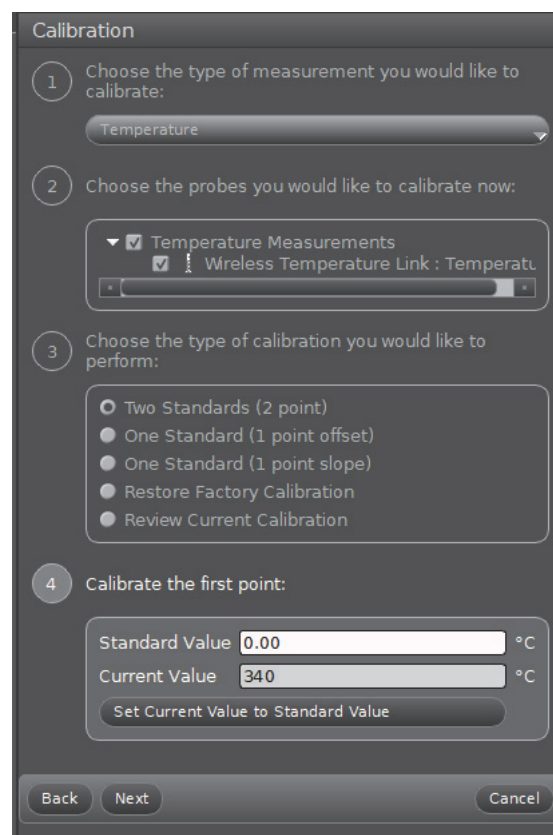 Calibration
1
Choose the type of measurement you would like to
calibrate:
Temperature
2
Choose the probes you would like to calibrate now:
Temperature Measurements
Wireless Temperature Link : Temperatu
3
Choose the type of calibration you would like to
perform:
Two Standards (2 point)
One Standard (1 point offset)
One Standard (1 point slope)
Restore Factory Calibration
Review Current Calibration
4
Calibrate the first point:
Standard Value 0.00 °C
Current Value 340 °C
Set Current Value to Standard Value
Back Next Cancel